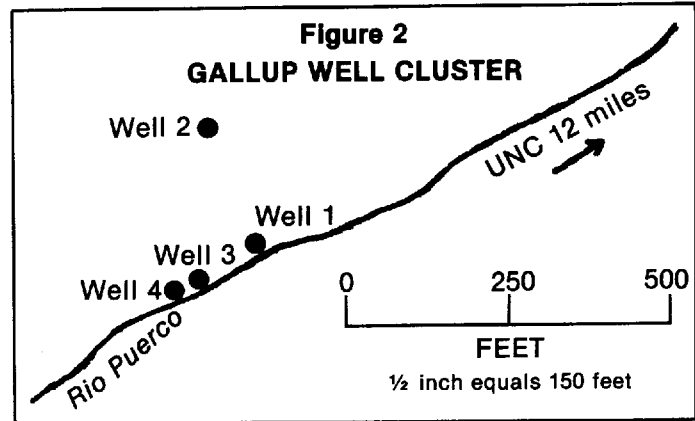 Figure 2
GALLUP WELL CLUSTER
Well 2
UNC 12 miles
Well 1
Well 3
Well 4
Rio Puerco
0 250 500
FEET
½ inch equals 150 feet